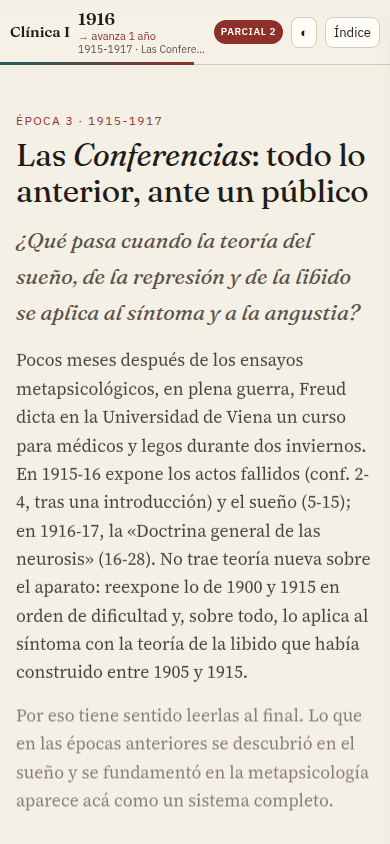 Clínica I
1916
→ avanza 1 año
1915-1917 · Las Confere...
PARCIAL 2
Índice
ÉPOCA 3 · 1915-1917
Las Conferencias: todo lo
anterior, ante un público
¿Qué pasa cuando la teoría del
sueño, de la represión y de la libido
se aplica al síntoma y a la angustia?
Pocos meses después de los ensayos
metapsicológicos, en plena guerra, Freud
dicta en la Universidad de Viena un curso
para médicos y legos durante dos inviernos.
En 1915-16 expone los actos fallidos (conf. 2-
4, tras una introducción) y el sueño (5-15);
en 1916-17, la «Doctrina general de las
neurosis» (16-28). No trae teoría nueva sobre
el aparato: reexpone lo de 1900 y 1915 en
orden de dificultad y, sobre todo, lo aplica al
síntoma con la teoría de la libido que había
construido entre 1905 y 1915.
Por eso tiene sentido leerlas al final. Lo que
en las épocas anteriores se descubrió en el
sueño y se fundamentó en la metapsicología
aparece acá como un sistema completo.